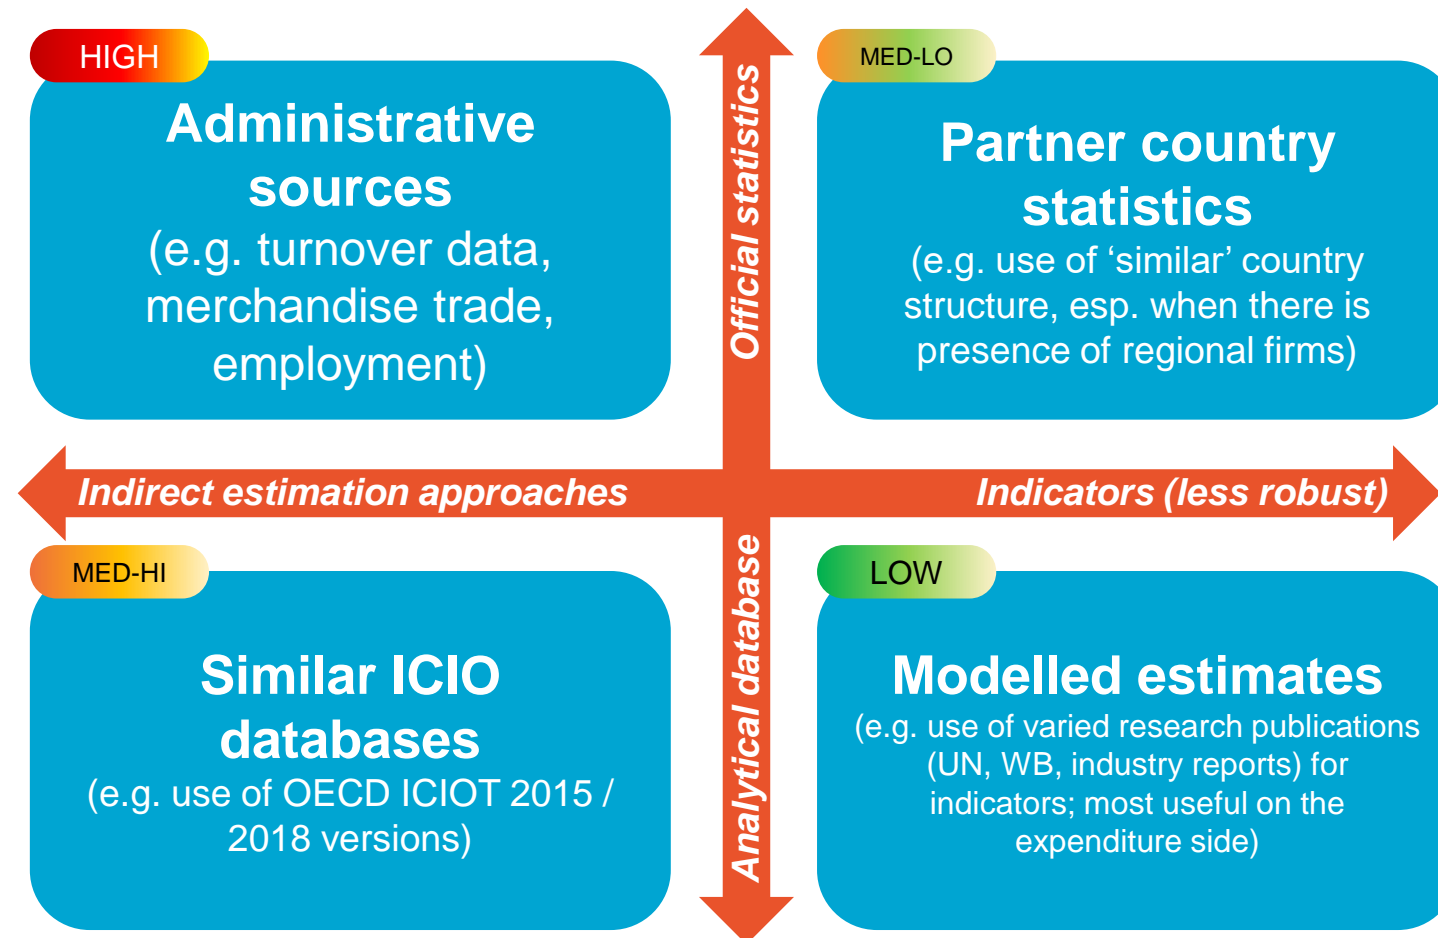 HIGH
Administrative
sources
(e.g. turnover data,
merchandise trade,
employment)
MED-LO
Partner country
statistics
(e.g. use of ‘similar’ country
structure, esp. when there is
presence of regional firms)
Official statistics
Indirect estimation approaches
Indicators (less robust)
Analytical database
MED-HI
Similar ICIO
databases
(e.g. use of OECD ICIOT 2015 /
2018 versions)
LOW
Modelled estimates
(e.g. use of varied research publications
(UN, WB, industry reports) for
indicators; most useful on the
expenditure side)